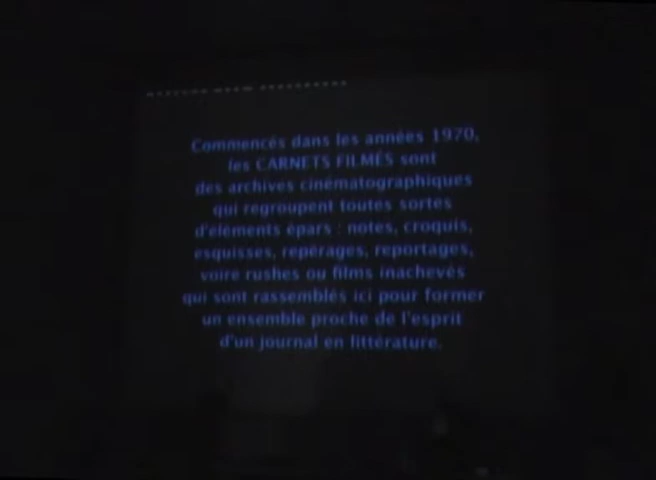 Commencés dans les années 1970,
les CARNETS FILMÉS sont
des archives cinématographiques
qui regroupent toutes sortes
d'éléments épars : notes, croquis,
esquisses, repérages, reportages,
voire rushes ou films inachevés
qui sont rassemblés ici pour former
un ensemble proche de l'esprit
d'un journal en littérature.